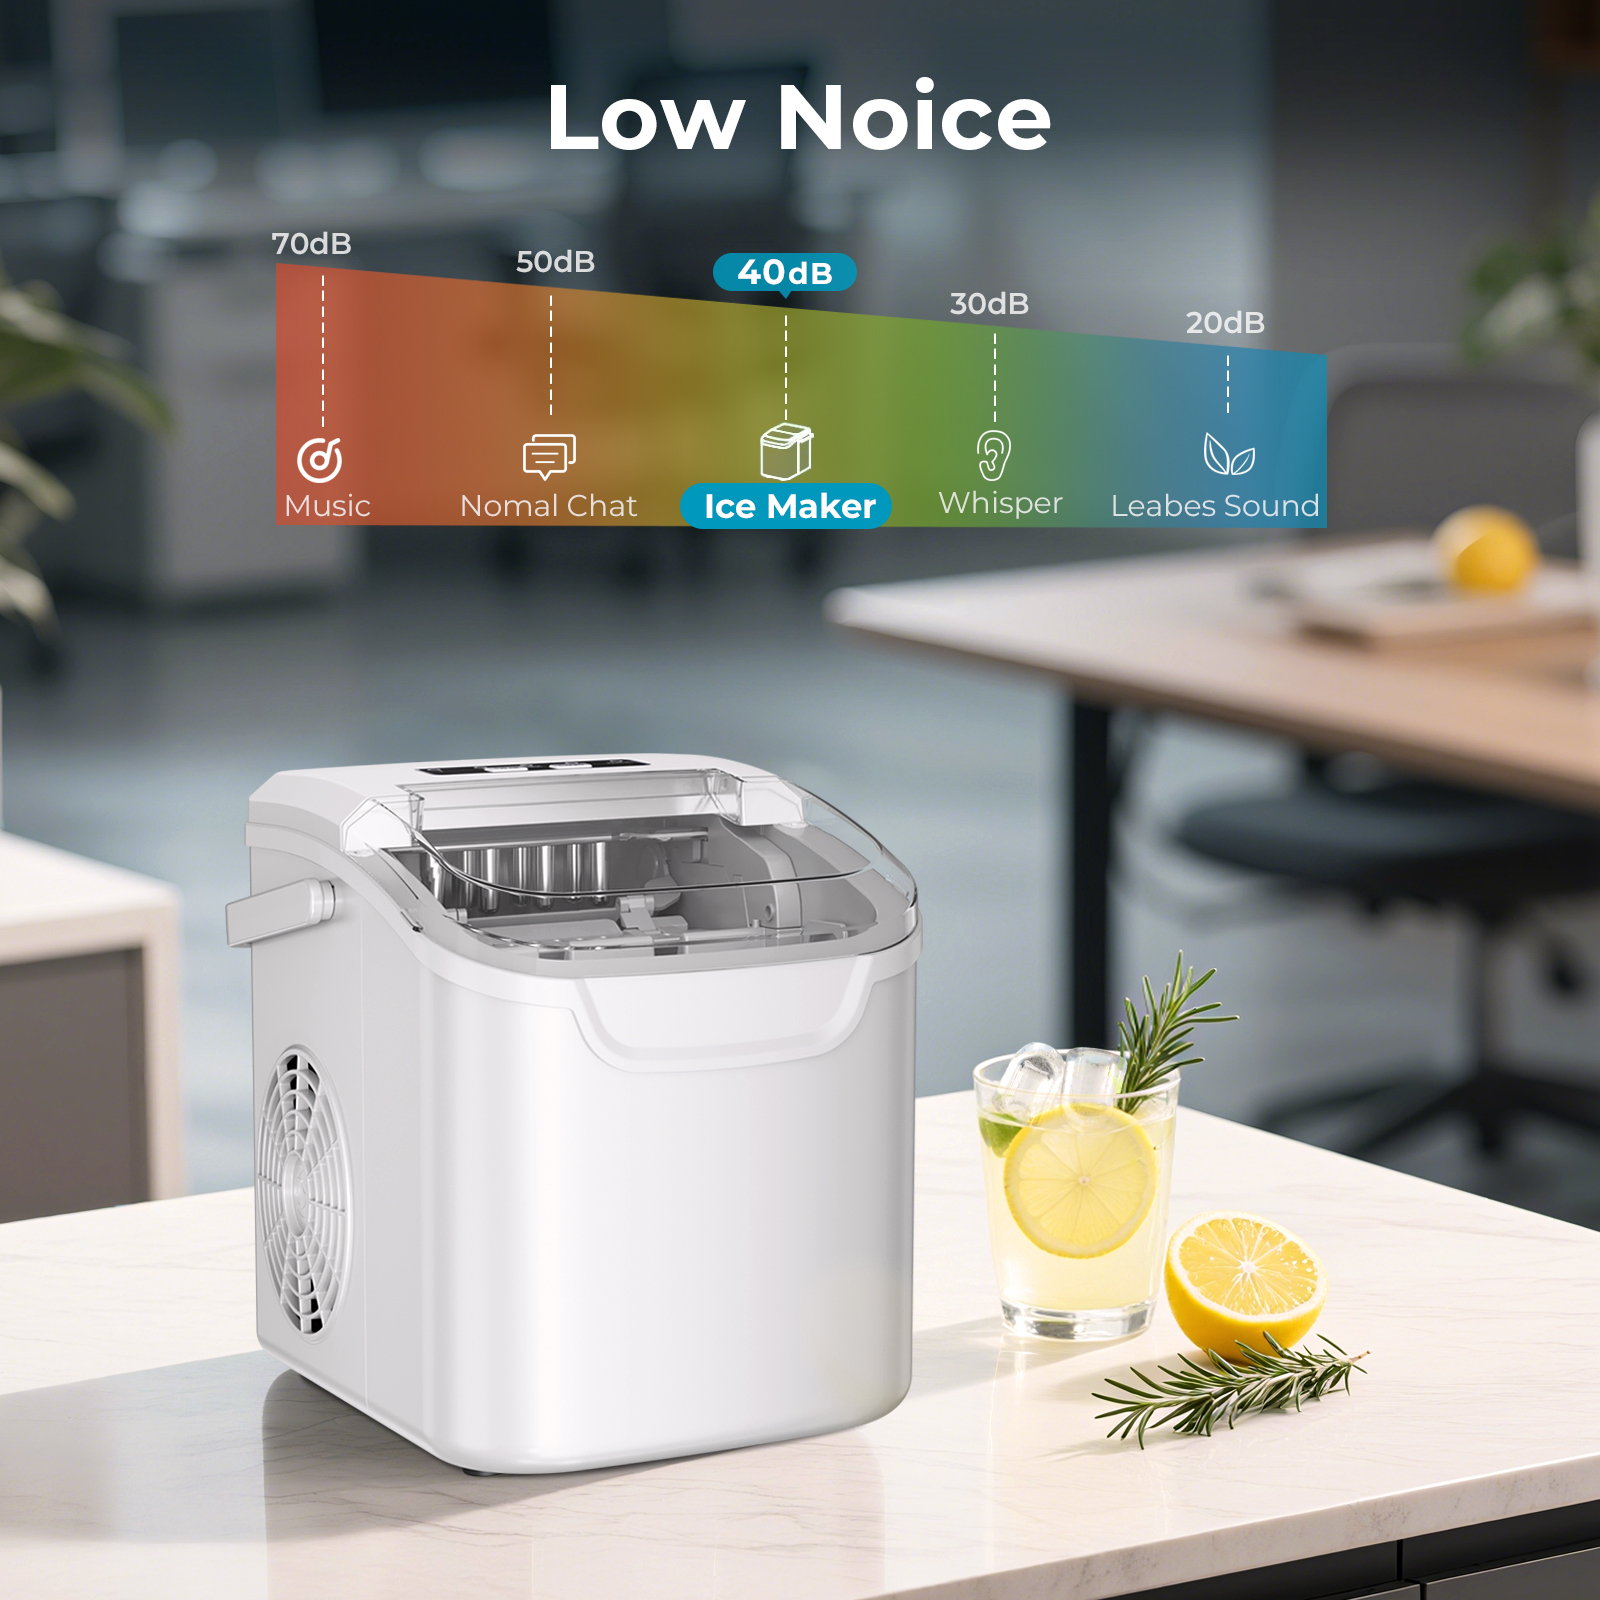 Low Noice
70dB
50dB
40dB
30dB
20dB
Music
Nomal Chat
Ice Maker
Whisper
Leabes Sound